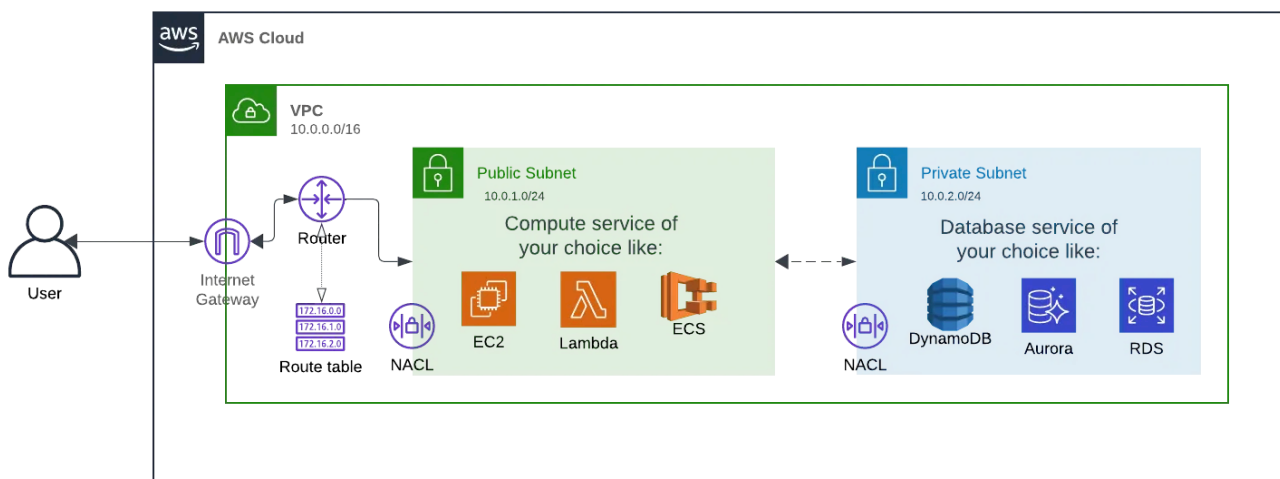 aws
AWS Cloud
VPC
10.0.0.0/16
Public Subnet
10.0.1.0/24
Compute service of
your choice like:
EC2
Lambda
ECS
Private Subnet
10.0.2.0/24
Database service of
your choice like:
DynamoDB
Aurora
RDS
User
Internet
Gateway
Router
172.16.0.0
172.16.1.0
172.16.2.0
Route table
NACL
NACL